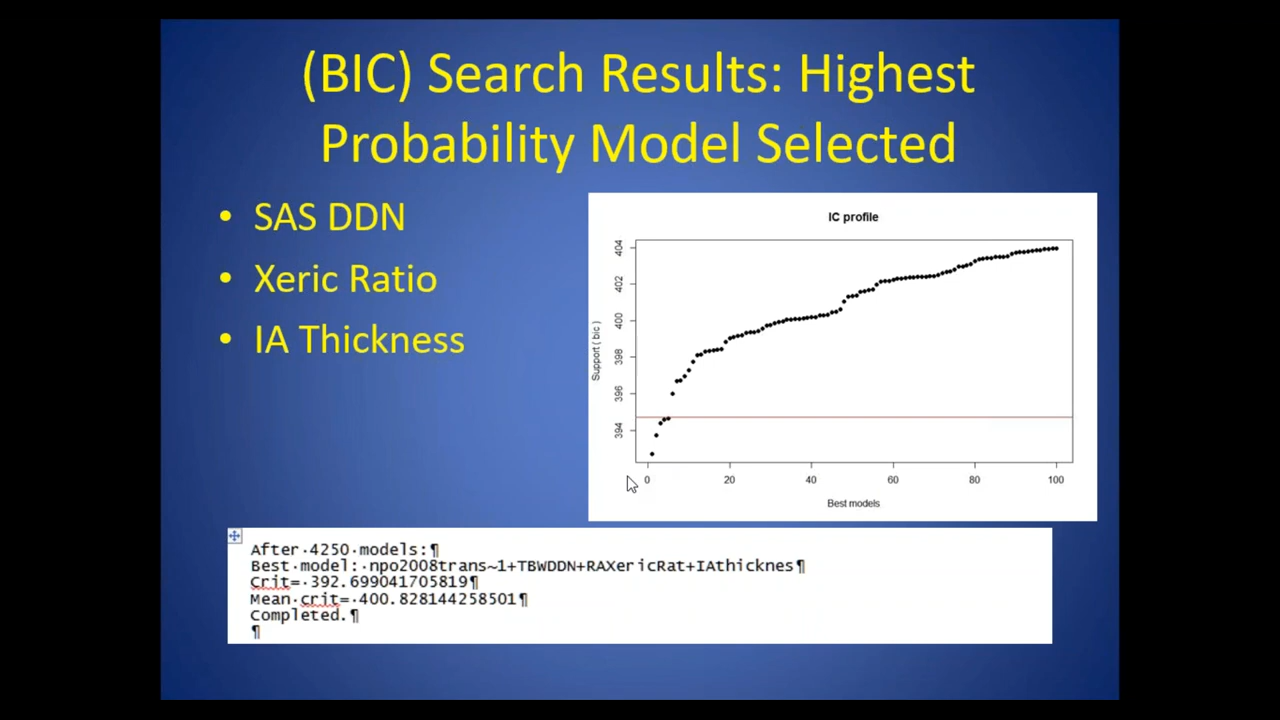 (BIC) Search Results: Highest
Probability Model Selected
• SAS DDN
• Xeric Ratio
• IA Thickness
IC profile
Support ( bic )
404
402
400
398
396
394
0 20 40 60 80 100
Best models
After·4250·models:¶
Best·model:·npo2008trans~1+TBWDDN+RAXericRat+IAthicknes¶
Crit=·392.699041705819¶
Mean·crit=·400.828144258501¶
Completed.¶
¶